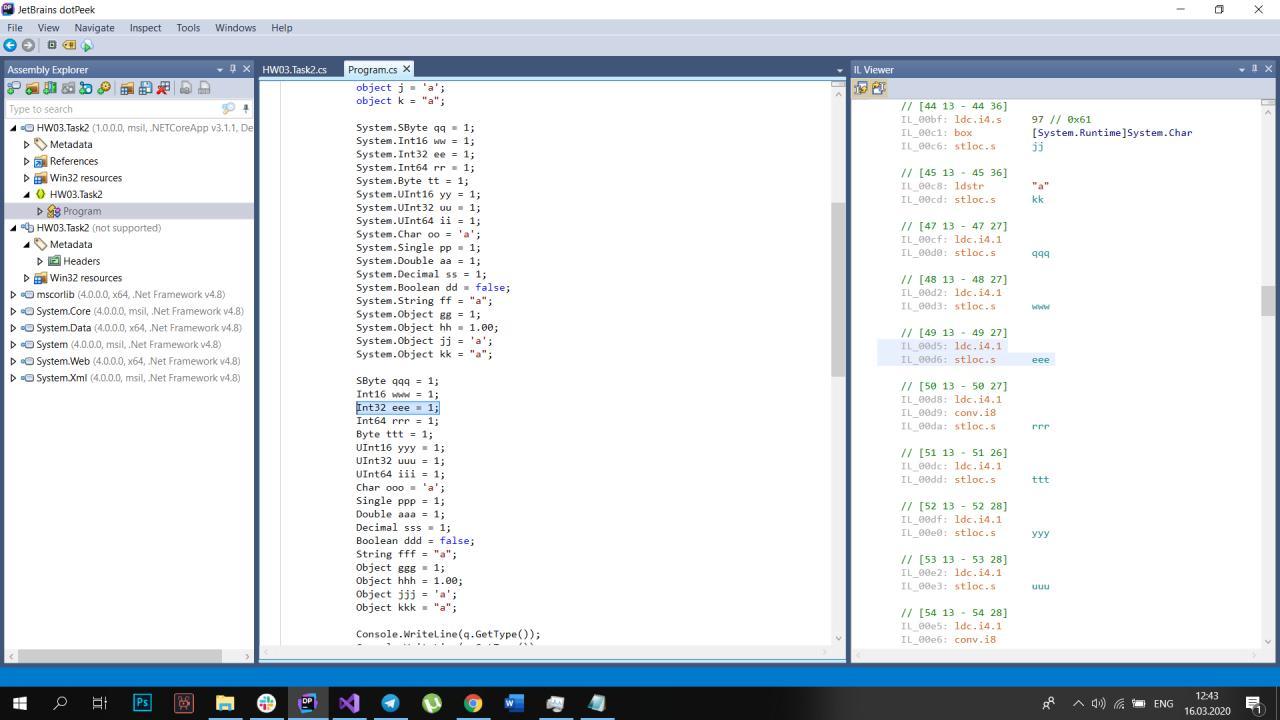 JetBrains dotPeek
File View Navigate Inspect Tools Windows Help
Assembly Explorer
Type to search
HW03.Task2 (1.0.0.0, msil, .NETCoreApp v3.1.1, De
Metadata
References
Win32 resources
HW03.Task2
Program
HW03.Task2 (not supported)
Metadata
Headers
Win32 resources
mscorlib (4.0.0.0, x64, .Net Framework v4.8)
System.Core (4.0.0.0, msil, .Net Framework v4.8)
System.Data (4.0.0.0, x64, .Net Framework v4.8)
System (4.0.0.0, msil, .Net Framework v4.8)
System.Web (4.0.0.0, x64, .Net Framework v4.8)
System.Xml (4.0.0.0, msil, .Net Framework v4.8)
HW03.Task2.cs Program.cs
object j = 'a';
object k = "a";
System.SByte qq = 1;
System.Int16 ww = 1;
System.Int32 ee = 1;
System.Int64 rr = 1;
System.Byte tt = 1;
System.UInt16 yy = 1;
System.UInt32 uu = 1;
System.UInt64 ii = 1;
System.Char oo = 'a';
System.Single pp = 1;
System.Double aa = 1;
System.Decimal ss = 1;
System.Boolean dd = false;
System.String ff = "a";
System.Object gg = 1;
System.Object hh = 1.00;
System.Object jj = 'a';
System.Object kk = "a";
SByte qqq = 1;
Int16 www = 1;
Int32 eee = 1;
Int64 rrr = 1;
Byte ttt = 1;
UInt16 yyy = 1;
UInt32 uuu = 1;
UInt64 iii = 1;
Char ooo = 'a';
Single ppp = 1;
Double aaa = 1;
Decimal sss = 1;
Boolean ddd = false;
String fff = "a";
Object ggg = 1;
Object hhh = 1.00;
Object jjj = 'a';
Object kkk = "a";
Console.WriteLine(q.GetType());
IL Viewer
// [44 13 - 44 36]
IL_00bf: ldc.i4.s 97 // 0x61
IL_00c1: box [System.Runtime]System.Char
IL_00c6: stloc.s jj
// [45 13 - 45 36]
IL_00c8: ldstr "a"
IL_00cd: stloc.s kk
// [47 13 - 47 27]
IL_00cf: ldc.i4.1
IL_00d0: stloc.s qqq
// [48 13 - 48 27]
IL_00d2: ldc.i4.1
IL_00d3: stloc.s www
// [49 13 - 49 27]
IL_00d5: ldc.i4.1
IL_00d6: stloc.s eee
// [50 13 - 50 27]
IL_00d8: ldc.i4.1
IL_00d9: conv.i8
IL_00da: stloc.s rrr
// [51 13 - 51 26]
IL_00dc: ldc.i4.1
IL_00dd: stloc.s ttt
// [52 13 - 52 28]
IL_00df: ldc.i4.1
IL_00e0: stloc.s yyy
// [53 13 - 53 28]
IL_00e2: ldc.i4.1
IL_00e3: stloc.s uuu
// [54 13 - 54 28]
IL_00e5: ldc.i4.1
IL_00e6: conv.i8
ENG
12:43
16.03.2020